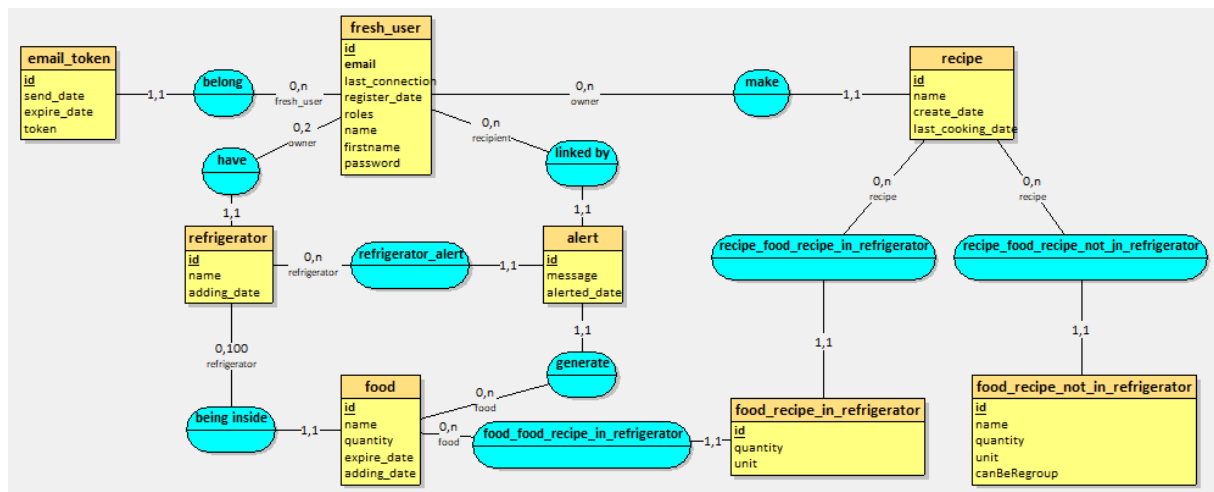 fresh_user
id
email
last_connection
register_date
roles
name
firstname
password
email_token
id
send_date
expire_date
token
1,1
belong
0,n
fresh_user
0,n
owner
make
1,1
recipe
id
name
create_date
last_cooking_date
0,2
owner
have
1,1
0,n
recipient
linked by
1,1
refrigerator
id
name
adding_date
0,n
refrigerator
refrigerator_alert
1,1
alert
id
message
alerted_date
0,n
recipe
0,n
recipe
recipe_food_recipe_in_refrigerator
recipe_food_recipe_not_jn_refrigerator
1,1
1,1
1,1
generate
0,100
refrigerator
being inside
1,1
food
id
name
quantity
expire_date
adding_date
0,n
food
0,n
food
food_food_recipe_in_refrigerator
1,1
food_recipe_in_refrigerator
id
quantity
unit
food_recipe_not_in_refrigerator
id
name
quantity
unit
canBeRegroup